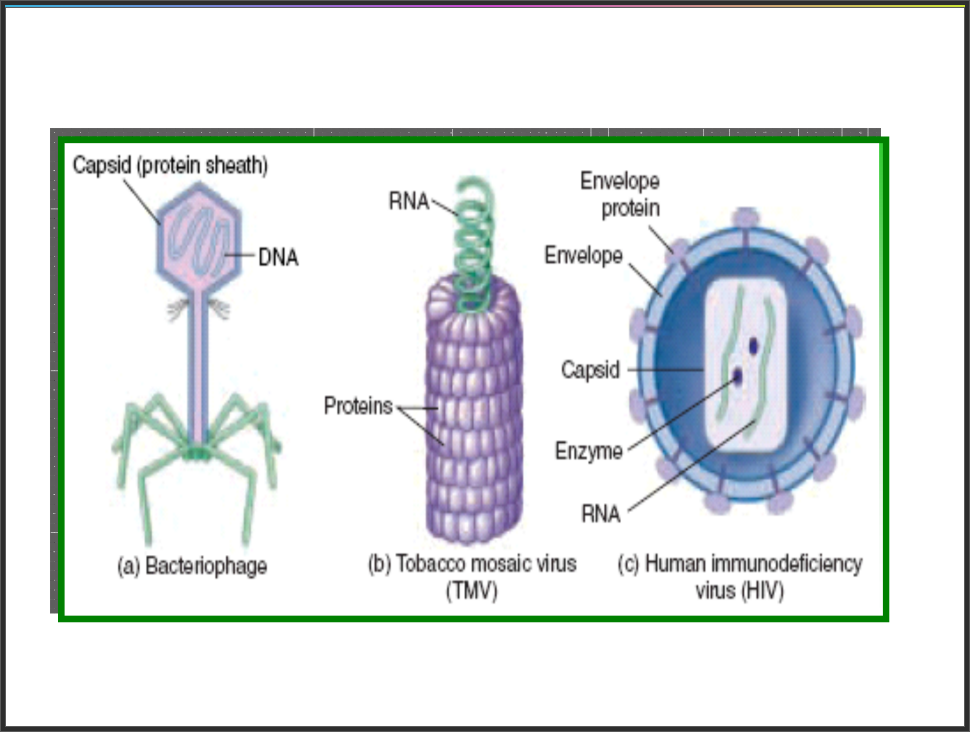 Capsid (protein sheath)
DNA
(a) Bacteriophage
RNA
Proteins
(b) Tobacco mosaic virus
(TMV)
Envelope
protein
Envelope
Capsid
Enzyme
RNA
(c) Human immunodeficiency
virus (HIV)